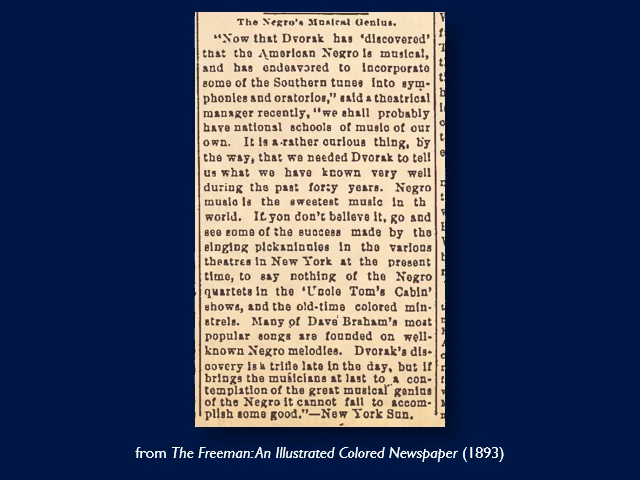 The Negro's Musical Genius.
"Now that Dvorak has 'discovered'
that the American Negro is musical,
and has endeavored to incorporate
some of the Southern tunes into sym-
phonies and oratorios," said a theatrical
manager recently, "we shall probably
have national schools of music of our
own. It is a rather curious thing, by
the way, that we needed Dvorak to tell
us what we have known very well
during the past forty years. Negro
music is the sweetest music in th
world. If you don't believe it, go and
see some of the success made by the
singing pickaninnies in the various
theatres in New York at the present
time, to say nothing of the Negro
quartets in the 'Uncle Tom's Cabin'
shows, and the old-time colored min-
strels. Many of Dave Braham's most
popular songs are founded on well-
known Negro melodies. Dvorak's dis-
covery is a trifle late in the day, but if
brings the musicians at last to a con-
templation of the great musical genius
of the Negro it cannot fail to accom-
plish some good."—New York Sun.
from The Freeman: An Illustrated Colored Newspaper (1893)